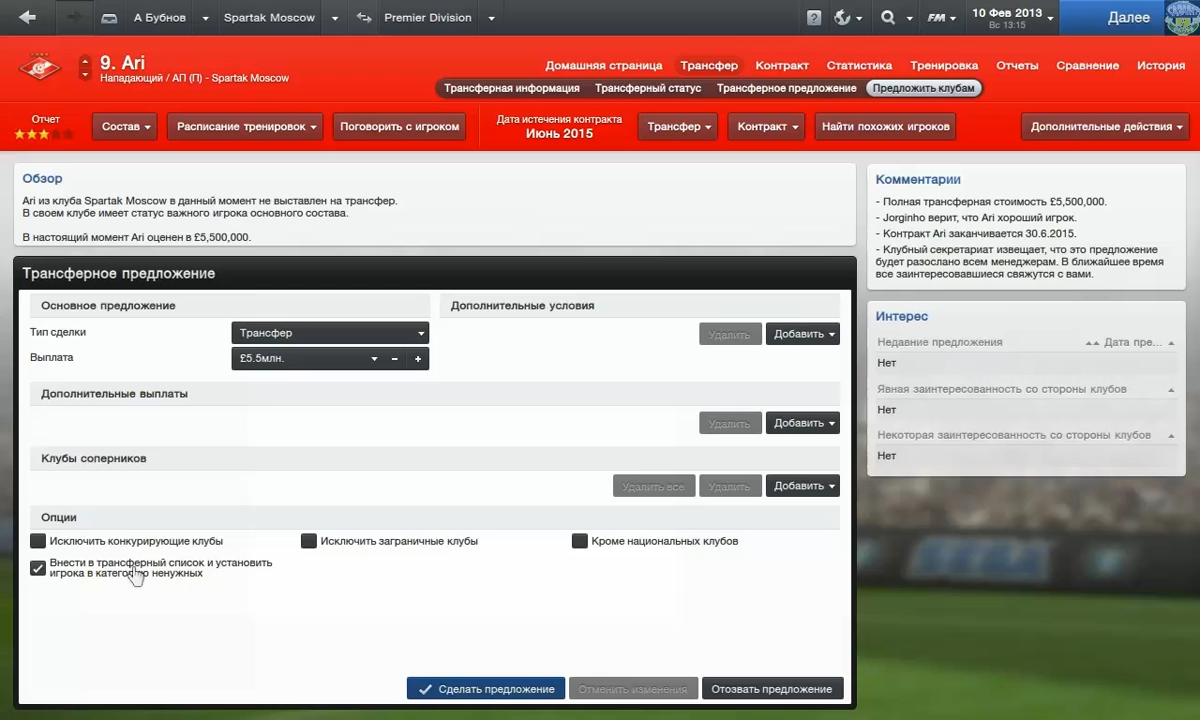 А Бубнов
Spartak Moscow
Premier Division
?
FM
10 Фев 2013
Вс 13:15
Далее
9. Ari
Нападающий / АП (П) - Spartak Moscow
Домашняя страница
Трансфер
Контракт
Статистика
Тренировка
Отчеты
Сравнение
История
Трансферная информация
Трансферный статус
Трансферное предложение
Предложить клубам
Отчет
Состав
Расписание тренировок
Поговорить с игроком
Дата истечения контракта
Июнь 2015
Трансфер
Контракт
Найти похожих игроков
Дополнительные действия
Обзор
Ari из клуба Spartak Moscow в данный момент не выставлен на трансфер.
В своем клубе имеет статус важного игрока основного состава.
В настоящий момент Ari оценен в £5,500,000.
Трансферное предложение
Основное предложение
Тип сделки
Трансфер
Выплата
£5.5млн.
Дополнительные условия
Удалить
Добавить
Дополнительные выплаты
Удалить
Добавить
Клубы соперников
Удалить все
Удалить
Добавить
Опции
Исключить конкурирующие клубы
Исключить заграничные клубы
Кроме национальных клубов
Внести в трансферный список и установить
игрока в категорию ненужных
Сделать предложение
Отменить изменения
Отозвать предложение
Комментарии
- Полная трансферная стоимость £5,500,000.
- Jorginho верит, что Ari хороший игрок.
- Контракт Ari заканчивается 30.6.2015.
- Клубный секретариат извещает, что это предложение
будет разослано всем менеджерам. В ближайшее время
все заинтересовавшиеся свяжутся с вами.
Интерес
Недавние предложения
Дата пре...
Нет
Явная заинтересованность со стороны клубов
Нет
Некоторая заинтересованность со стороны клубов
Нет
SEGA